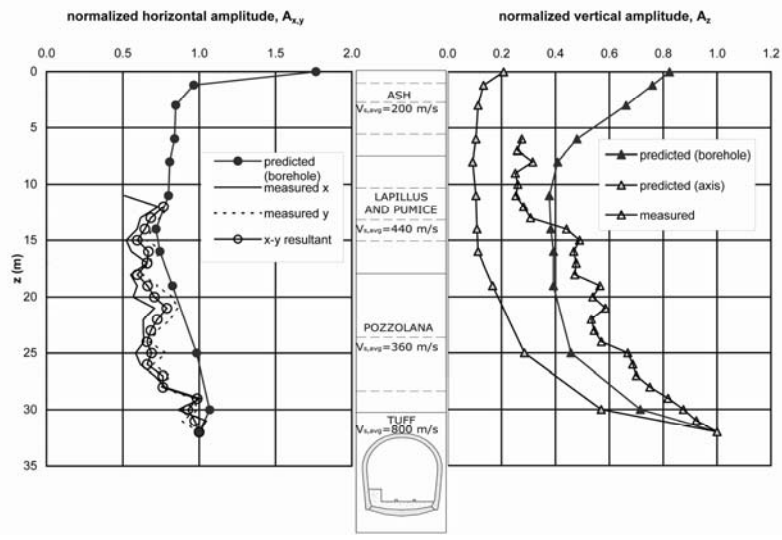 normalized horizontal amplitude, Ax,y
0.0 0.5 1.0 1.5 2.0
0
5
10
15
20
25
30
35
z (m)
predicted
(borehole)
measured x
measured y
x-y resultant
ASH
Vs,avg=200 m/s
LAPILLUS
AND PUMICE
Vs,avg=440 m/s
POZZOLANA
Vs,avg=360 m/s
TUFF
Vs,avg=800 m/s
normalized vertical amplitude, Az
0.0 0.2 0.4 0.6 0.8 1.0 1.2
predicted (borehole)
predicted (axis)
measured